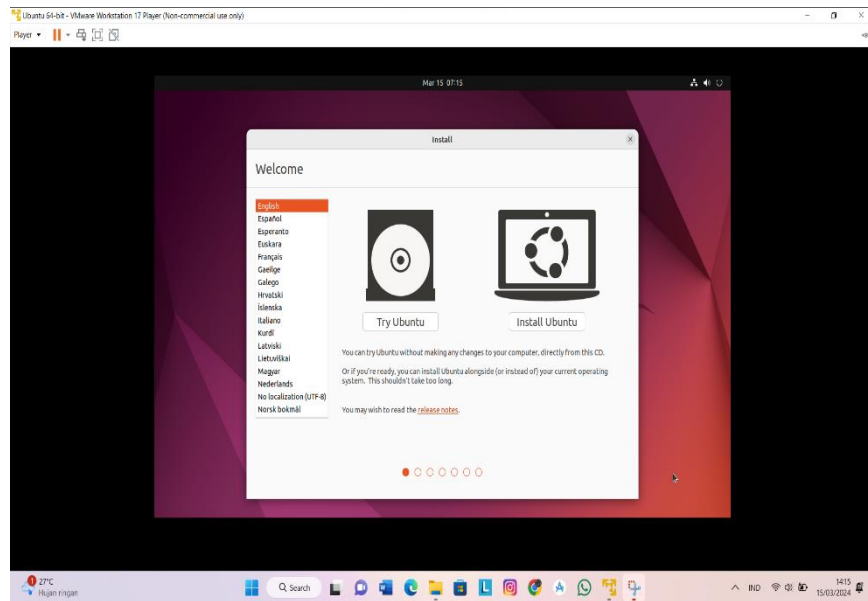 Ubuntu 64-bit - VMware Workstation 17 Player (Non-commercial use only)
Player
Mar 15 07:15
Install
Welcome
English
Español
Esperanto
Euskara
Français
Gaeilge
Galego
Hrvatski
Íslenska
Italiano
Kurdî
Latviski
Lietuviškai
Magyar
Nederlands
No localization (UTF-8)
Norsk bokmål
Try Ubuntu
Install Ubuntu
You can try Ubuntu without making any changes to your computer, directly from this CD.
Or if you're ready, you can install Ubuntu alongside (or instead of) your current operating
system. This shouldn't take too long.
You may wish to read the release notes.
1
27°C
Hujan ringan
Search
IND
14:15
15/03/2024